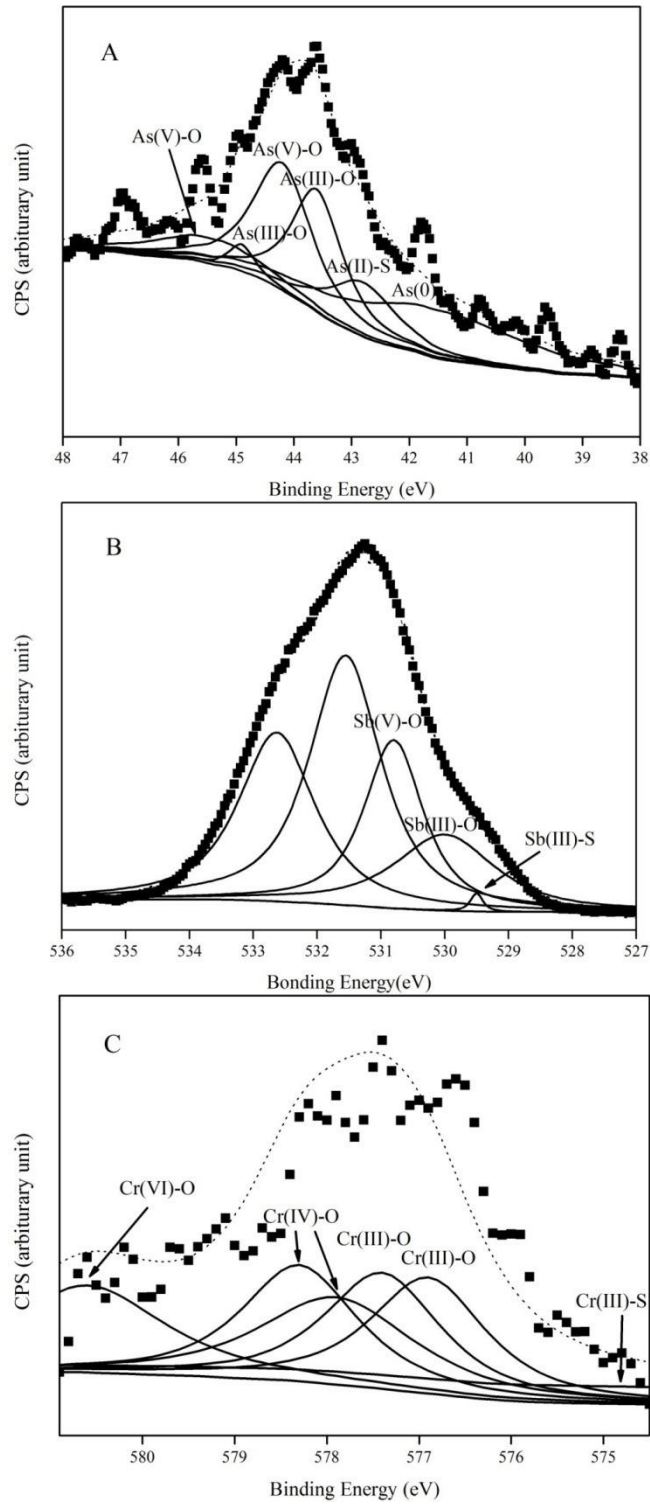 A
As(V)-O
As(V)-O
As(III)-O
As(III)-O
As(II)-S
As(0)
CPS (arbiturary unit)
48 47 46 45 44 43 42 41 40 39 38
Binding Energy (eV)
B
Sb(V)-O
Sb(III)-O
Sb(III)-S
CPS (arbiturary unit)
536 535 534 533 532 531 530 529 528 527
Bonding Energy(eV)
C
Cr(VI)-O
Cr(IV)-O
Cr(III)-O
Cr(III)-O
Cr(III)-S
CPS (arbiturary unit)
580 579 578 577 576 575
Binding Energy (eV)